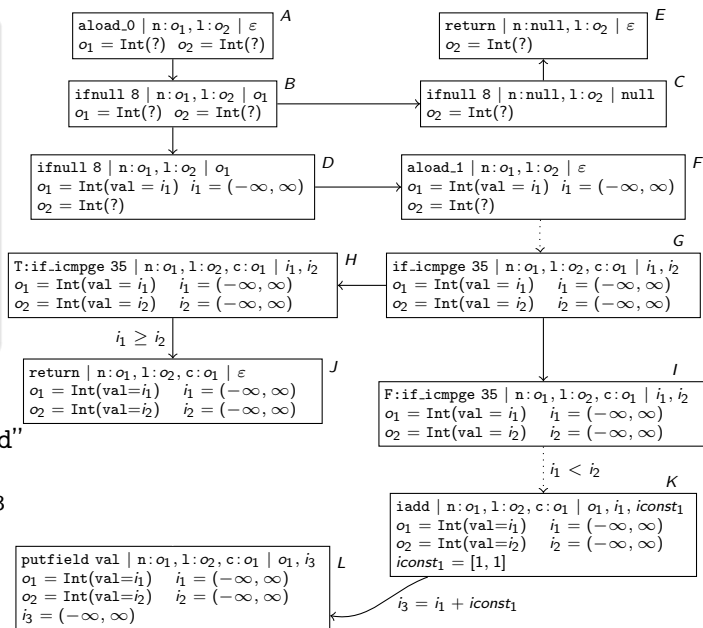 A
aload_0 | n:o₁, l:o₂ | ε
o₁ = Int(?) o₂ = Int(?)
E
return | n:null, l:o₂ | ε
o₂ = Int(?)
B
ifnull 8 | n:o₁, l:o₂ | o₁
o₁ = Int(?) o₂ = Int(?)
C
ifnull 8 | n:null, l:o₂ | null
o₂ = Int(?)
D
ifnull 8 | n:o₁, l:o₂ | o₁
o₁ = Int(val = i₁) i₁ = (−∞, ∞)
o₂ = Int(?)
F
aload_1 | n:o₁, l:o₂ | ε
o₁ = Int(val = i₁) i₁ = (−∞, ∞)
o₂ = Int(?)
G
if_icmpge 35 | n:o₁, l:o₂, c:o₁ | i₁, i₂
o₁ = Int(val = i₁) i₁ = (−∞, ∞)
o₂ = Int(val = i₂) i₂ = (−∞, ∞)
H
T:if_icmpge 35 | n:o₁, l:o₂, c:o₁ | i₁, i₂
o₁ = Int(val = i₁) i₁ = (−∞, ∞)
o₂ = Int(val = i₂) i₂ = (−∞, ∞)
i₁ ≥ i₂
J
return | n:o₁, l:o₂, c:o₁ | ε
o₁ = Int(val=i₁) i₁ = (−∞, ∞)
o₂ = Int(val=i₂) i₂ = (−∞, ∞)
I
F:if_icmpge 35 | n:o₁, l:o₂, c:o₁ | i₁, i₂
o₁ = Int(val = i₁) i₁ = (−∞, ∞)
o₂ = Int(val = i₂) i₂ = (−∞, ∞)
d"
i₁ < i₂
K
iadd | n:o₁, l:o₂, c:o₁ | o₁, i₁, iconst₁
o₁ = Int(val=i₁) i₁ = (−∞, ∞)
o₂ = Int(val=i₂) i₂ = (−∞, ∞)
iconst₁ = [1, 1]
L
putfield val | n:o₁, l:o₂, c:o₁ | o₁, i₃
o₁ = Int(val=i₁) i₁ = (−∞, ∞)
o₂ = Int(val=i₂) i₂ = (−∞, ∞)
i₃ = (−∞, ∞)
i₃ = i₁ + iconst₁